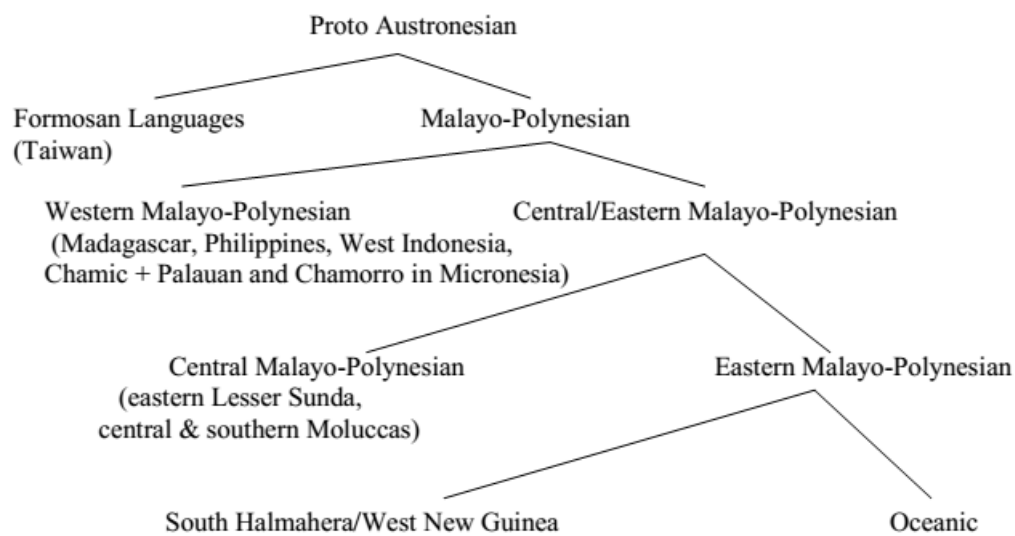 Proto Austronesian
Formosan Languages
(Taiwan)
Malayo-Polynesian
Western Malayo-Polynesian
(Madagascar, Philippines, West Indonesia,
Chamic + Palauan and Chamorro in Micronesia)
Central/Eastern Malayo-Polynesian
Central Malayo-Polynesian
(eastern Lesser Sunda,
central & southern Moluccas)
Eastern Malayo-Polynesian
South Halmahera/West New Guinea
Oceanic